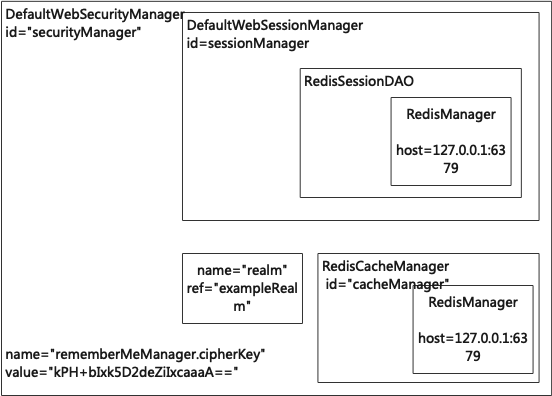 DefaultWebSecurityManager
id="securityManager"
DefaultWebSessionManager
id=sessionManager
RedisSessionDAO
RedisManager
host=127.0.0.1:63
79
name="realm"
ref="exampleReal
m"
RedisCacheManager
id="cacheManager"
RedisManager
host=127.0.0.1:63
79
name="rememberMeManager.cipherKey"
value="kPH+bIxk5D2deZiIxcaaaA=="